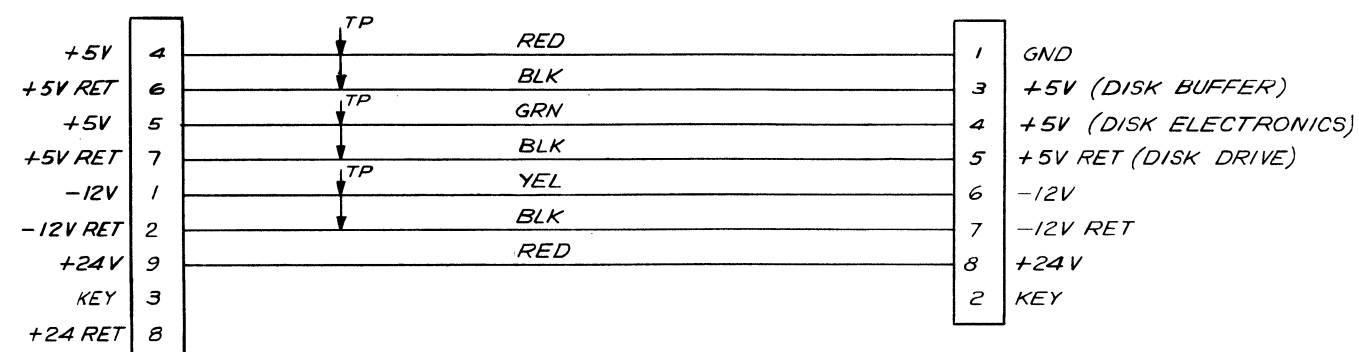 TP
+5V 4 RED 1 GND
+5V RET 6 BLK 3 +5V (DISK BUFFER)
TP
+5V 5 GRN 4 +5V (DISK ELECTRONICS)
+5V RET 7 BLK 5 +5V RET (DISK DRIVE)
TP
-12V 1 YEL 6 -12V
-12V RET 2 BLK 7 -12V RET
+24V 9 RED 8 +24V
KEY 3 2 KEY
+24 RET 8